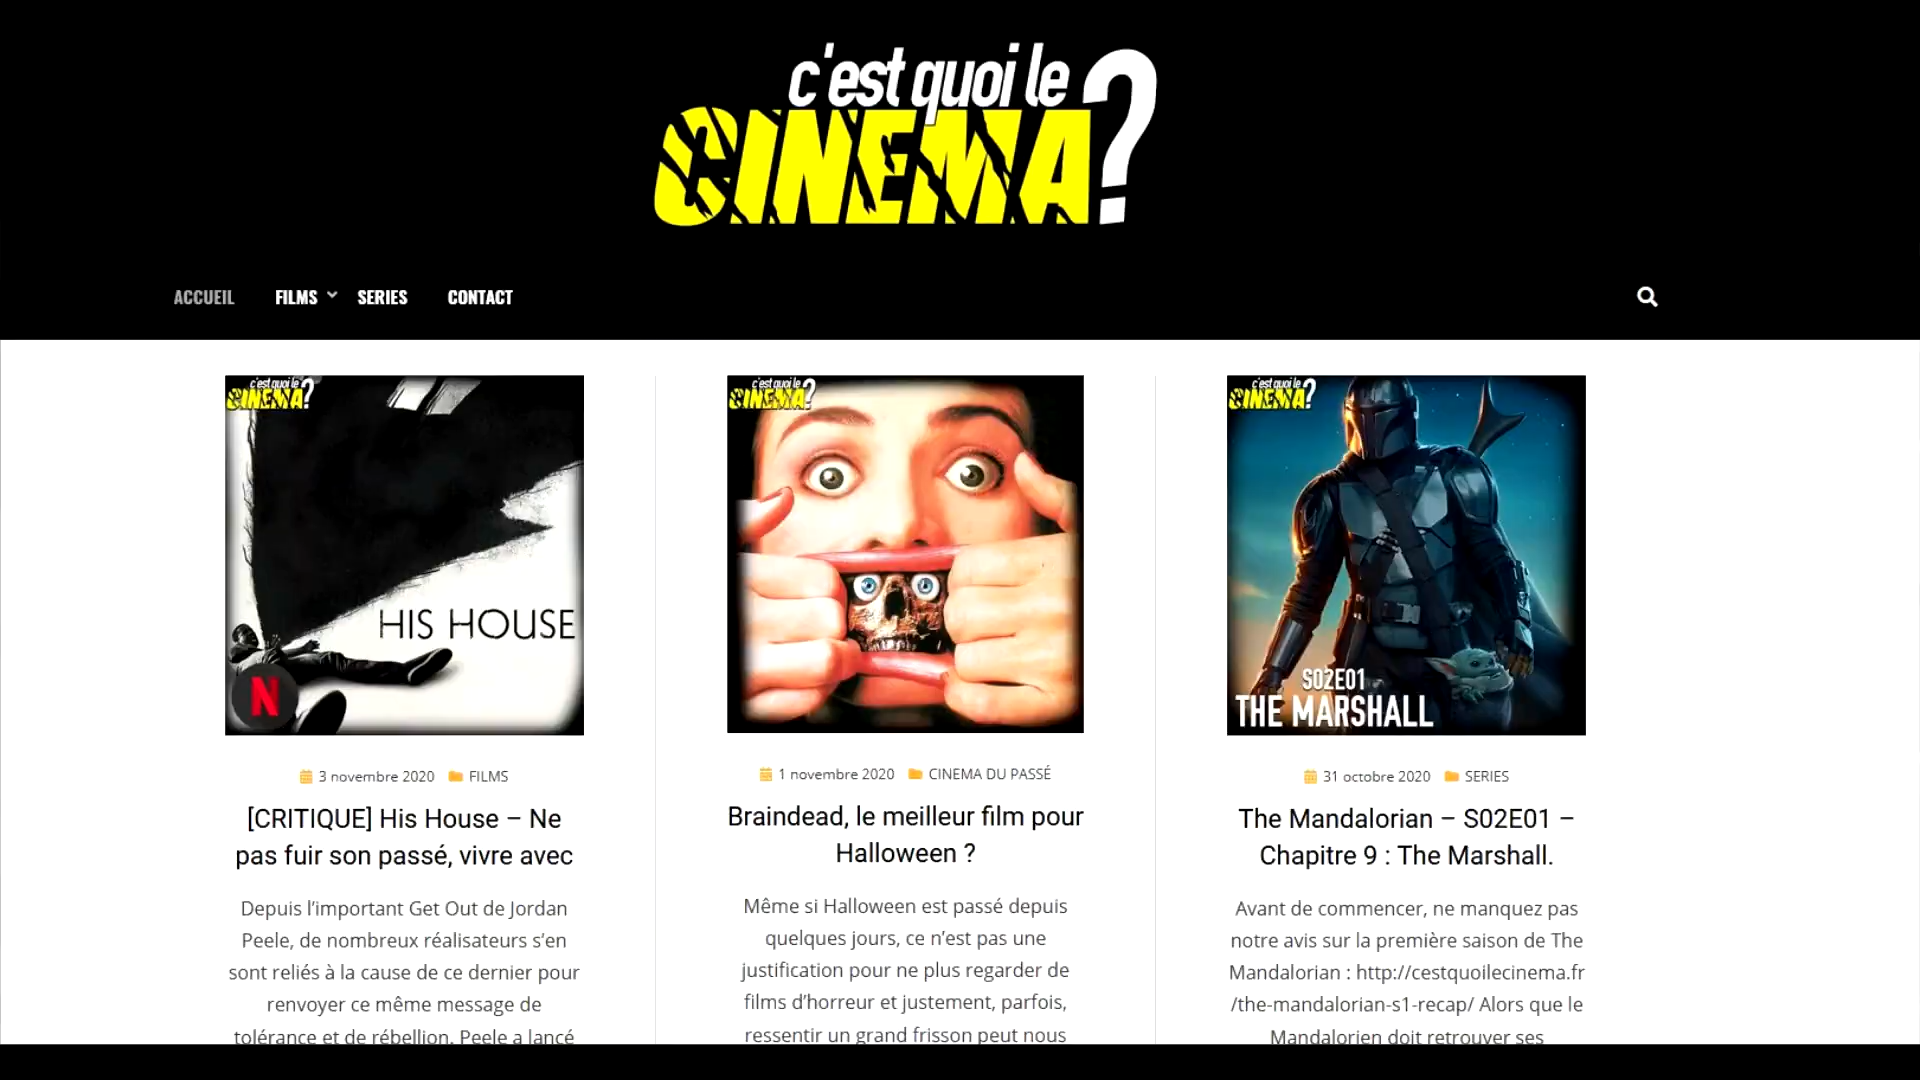 c'est quoi le
CINEMA?
ACCUEIL
FILMS
SERIES
CONTACT
c'est quoi le
CINEMA?
HIS HOUSE
N
3 novembre 2020
FILMS
[CRITIQUE] His House – Ne
pas fuir son passé, vivre avec
Depuis l’important Get Out de Jordan
Peele, de nombreux réalisateurs s’en
sont reliés à la cause de ce dernier pour
renvoyer ce même message de
tolérance et de rébellion. Peele a lancé
c'est quoi le
CINEMA?
1 novembre 2020
CINEMA DU PASSÉ
Braindead, le meilleur film pour
Halloween ?
Même si Halloween est passé depuis
quelques jours, ce n’est pas une
justification pour ne plus regarder de
films d’horreur et justement, parfois,
ressentir un grand frisson peut nous
c'est quoi le
CINEMA?
S02E01
THE MARSHALL
31 octobre 2020
SERIES
The Mandalorian – S02E01 –
Chapitre 9 : The Marshall.
Avant de commencer, ne manquez pas
notre avis sur la première saison de The
Mandalorian : http://cestquoilecinema.fr
/the-mandalorian-s1-recap/ Alors que le
Mandalorien doit retrouver ses